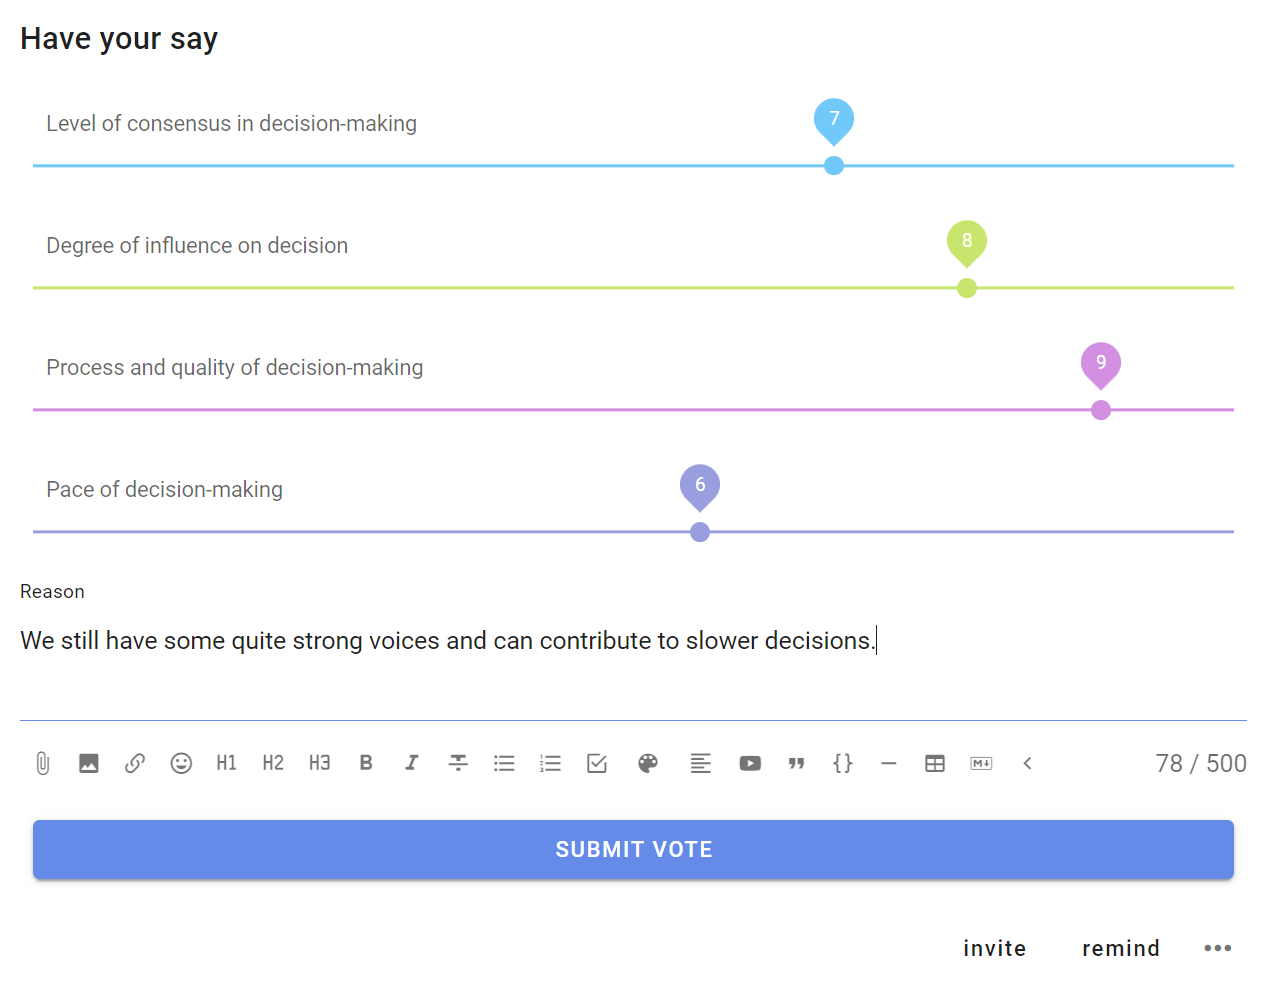 Have your say
Level of consensus in decision-making
7
Degree of influence on decision
8
Process and quality of decision-making
9
Pace of decision-making
6
Reason
We still have some quite strong voices and can contribute to slower decisions.
H1 H2 H3 B I 78 / 500
SUBMIT VOTE
invite remind